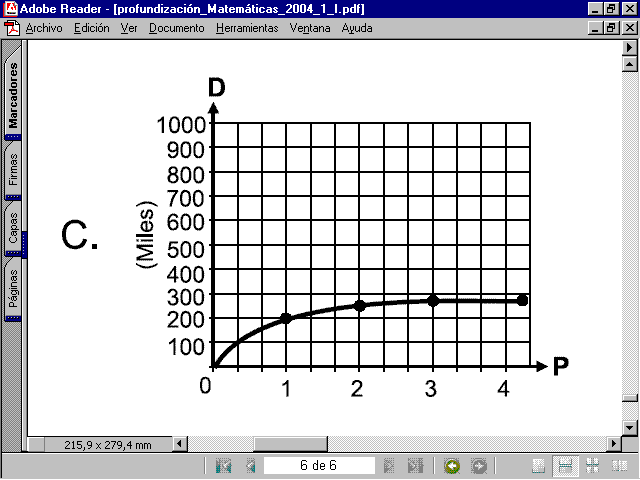 Adobe Reader - [profundización_Matemáticas_2004_1_I.pdf]
Archivo Edición Ver Documento Herramientas Ventana Ayuda
Marcadores
Firmas
Capas
Páginas
C.
D
(Miles)
1000
900
800
700
600
500
400
300
200
100
0
1 2 3 4
P
215,9 x 279,4 mm
6 de 6